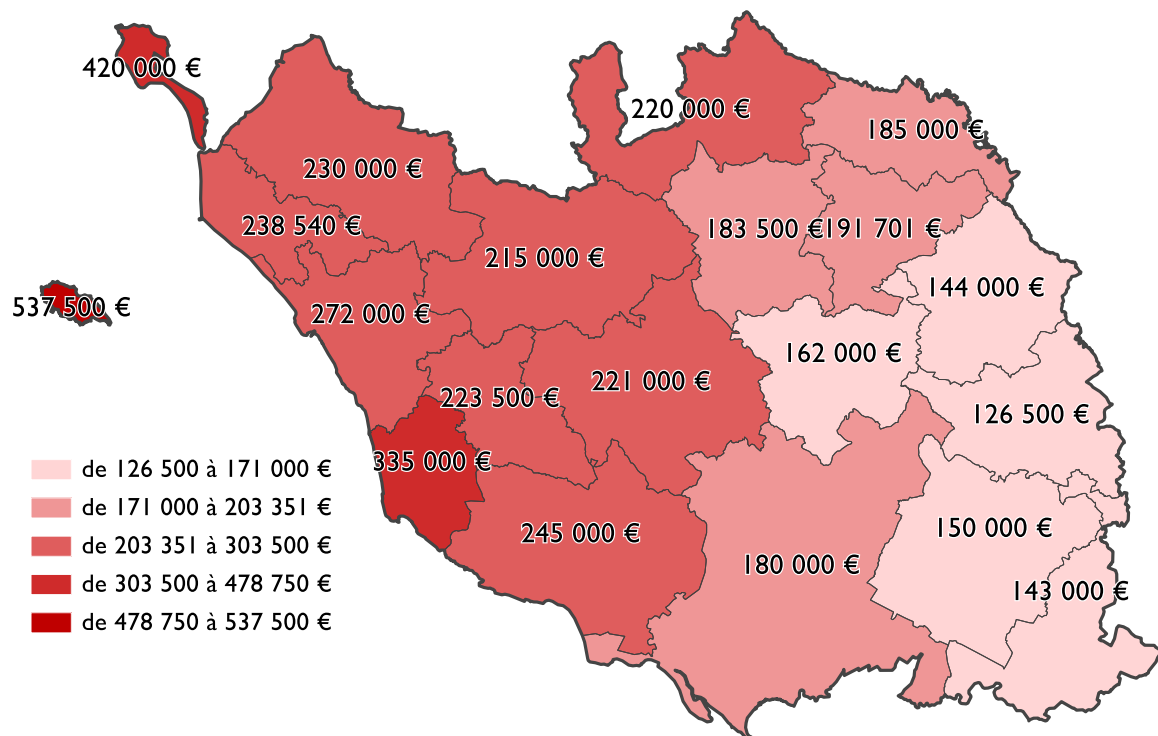 420 000 €
220 000 €
185 000 €
230 000 €
238 540 €
183 500 €
191 701 €
215 000 €
144 000 €
537 500 €
272 000 €
162 000 €
221 000 €
223 500 €
126 500 €
335 000 €
245 000 €
150 000 €
180 000 €
143 000 €
de 126 500 à 171 000 €
de 171 000 à 203 351 €
de 203 351 à 303 500 €
de 303 500 à 478 750 €
de 478 750 à 537 500 €